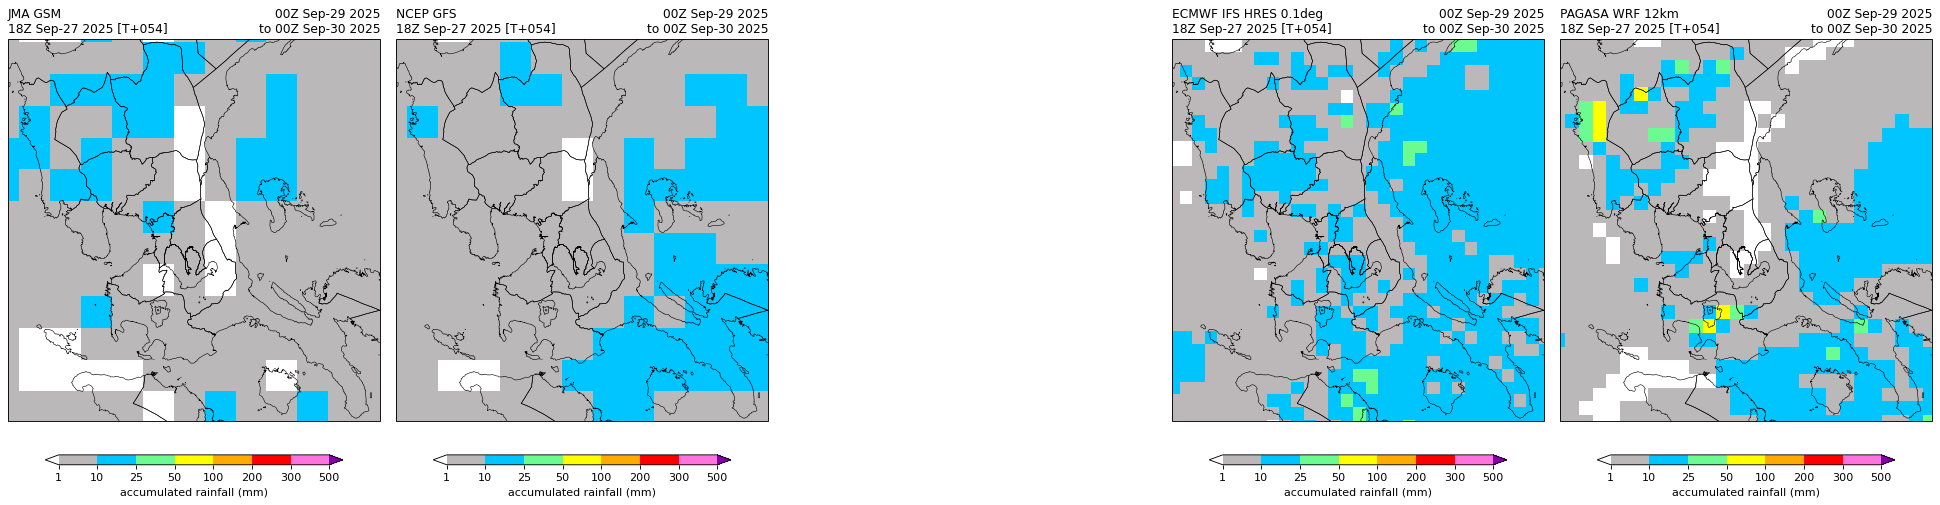 JMA GSM 00Z Sep-29 2025
18Z Sep-27 2025 [T+054] to 00Z Sep-30 2025
NCEP GFS 00Z Sep-29 2025
18Z Sep-27 2025 [T+054] to 00Z Sep-30 2025
ECMWF IFS HRES 0.1deg 00Z Sep-29 2025
18Z Sep-27 2025 [T+054] to 00Z Sep-30 2025
PAGASA WRF 12km 00Z Sep-29 2025
18Z Sep-27 2025 [T+054] to 00Z Sep-30 2025
1 10 25 50 100 200 300 500
accumulated rainfall (mm)
1 10 25 50 100 200 300 500
accumulated rainfall (mm)
1 10 25 50 100 200 300 500
accumulated rainfall (mm)
1 10 25 50 100 200 300 500
accumulated rainfall (mm)